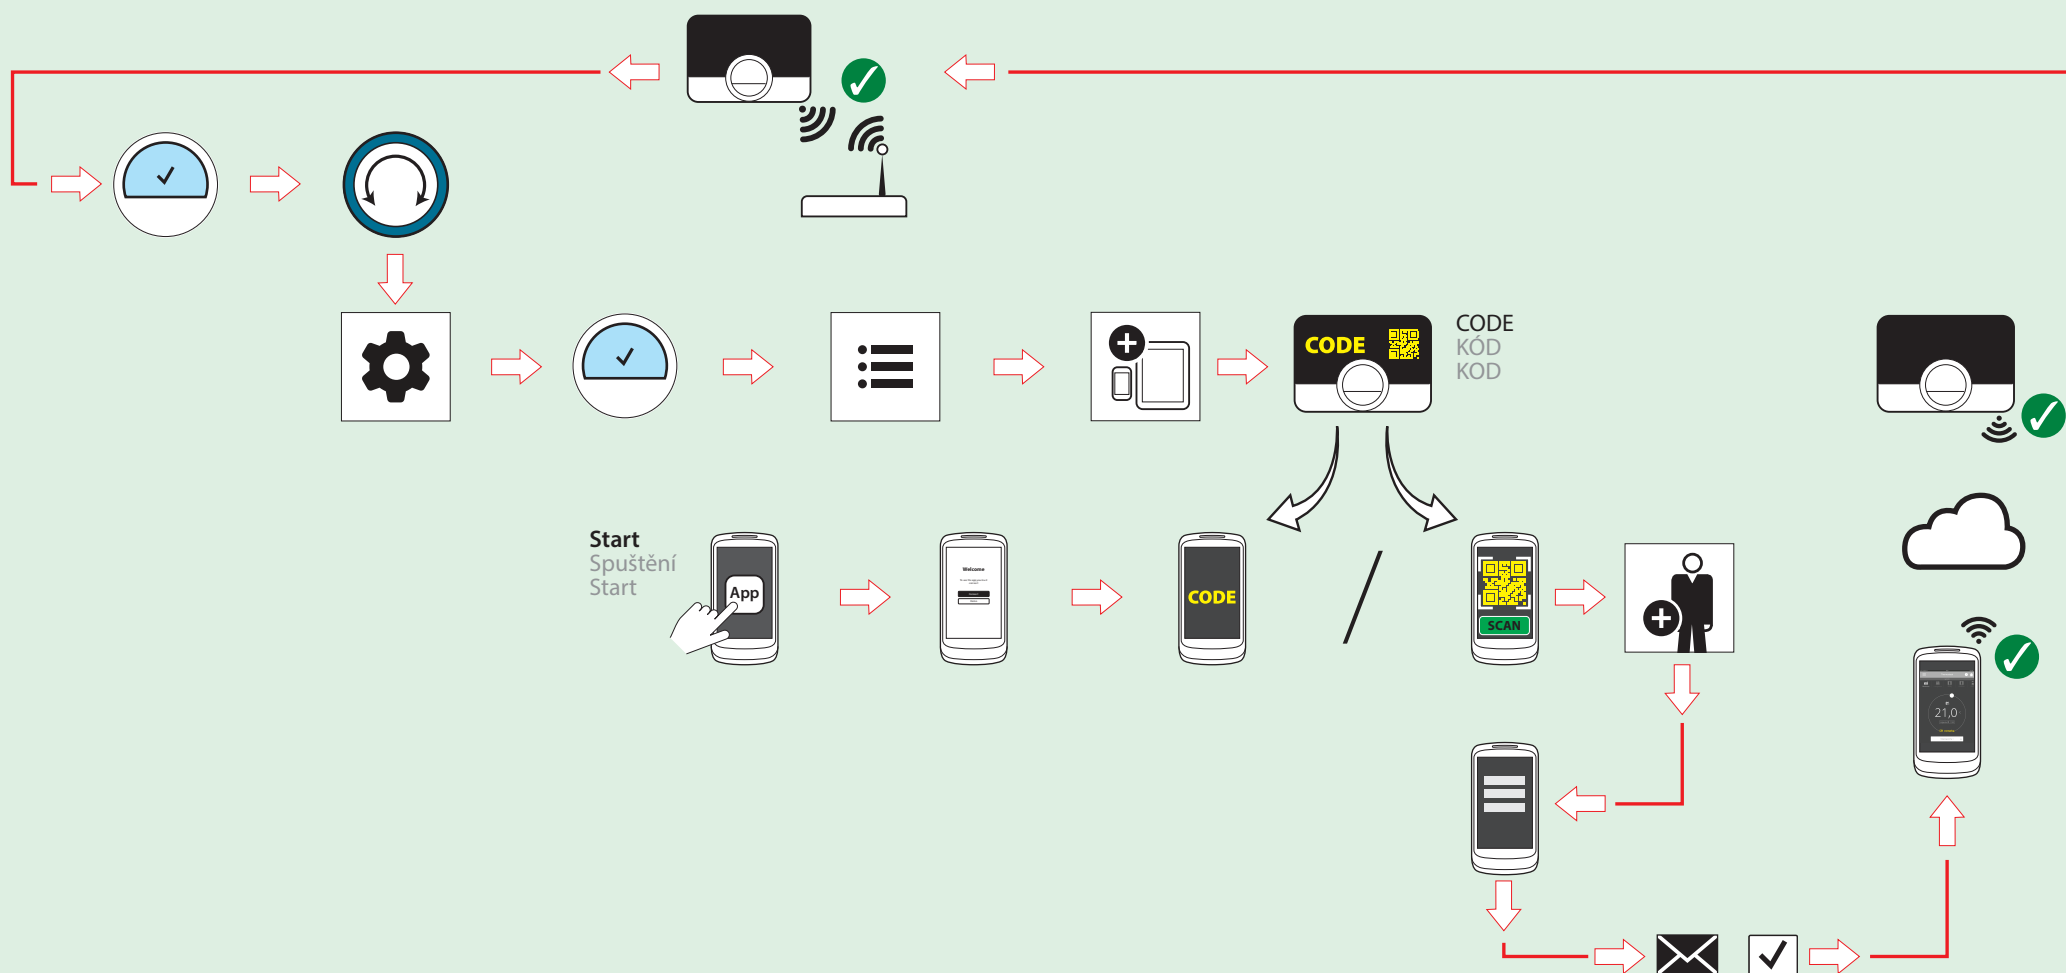 CODE
CODE
KÓD
KOD
Start
Spuštění
Start
App
Welcome
CODE
SCAN
21,0